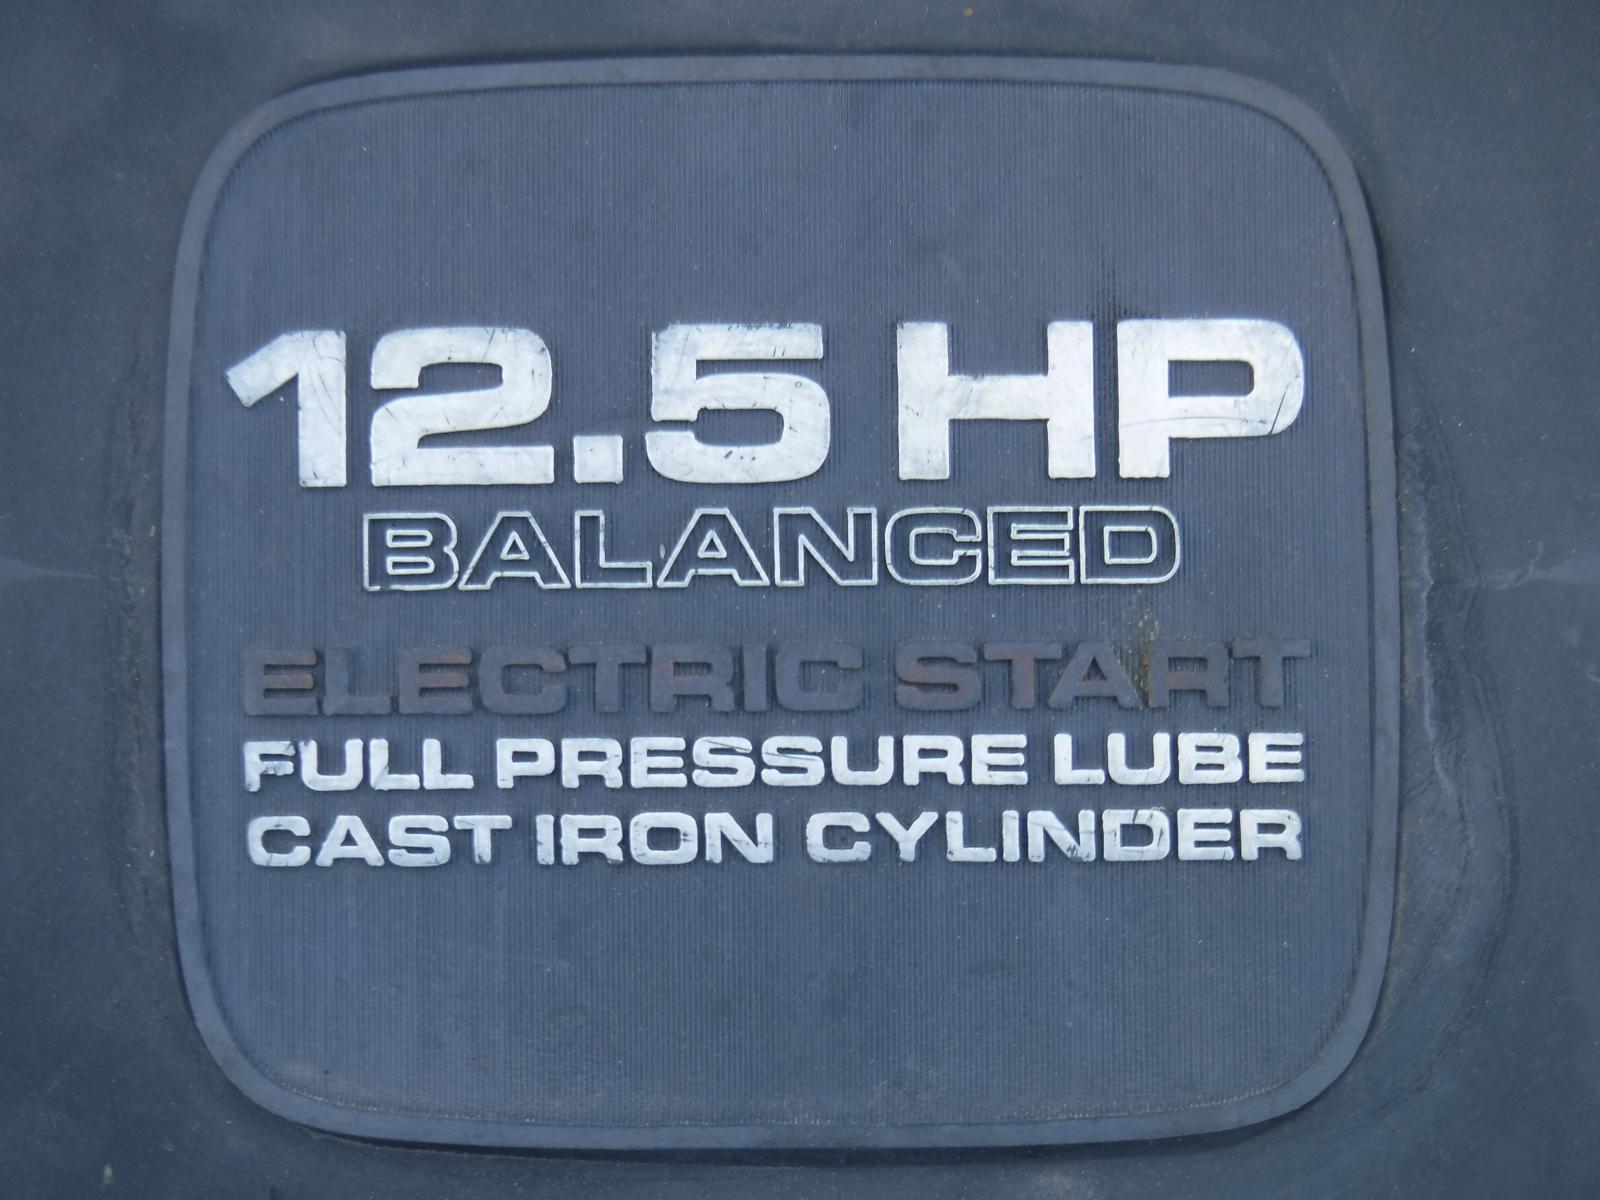 12.5 HP
BALANCED
ELECTRIC START
FULL PRESSURE LUBE
CAST IRON CYLINDER